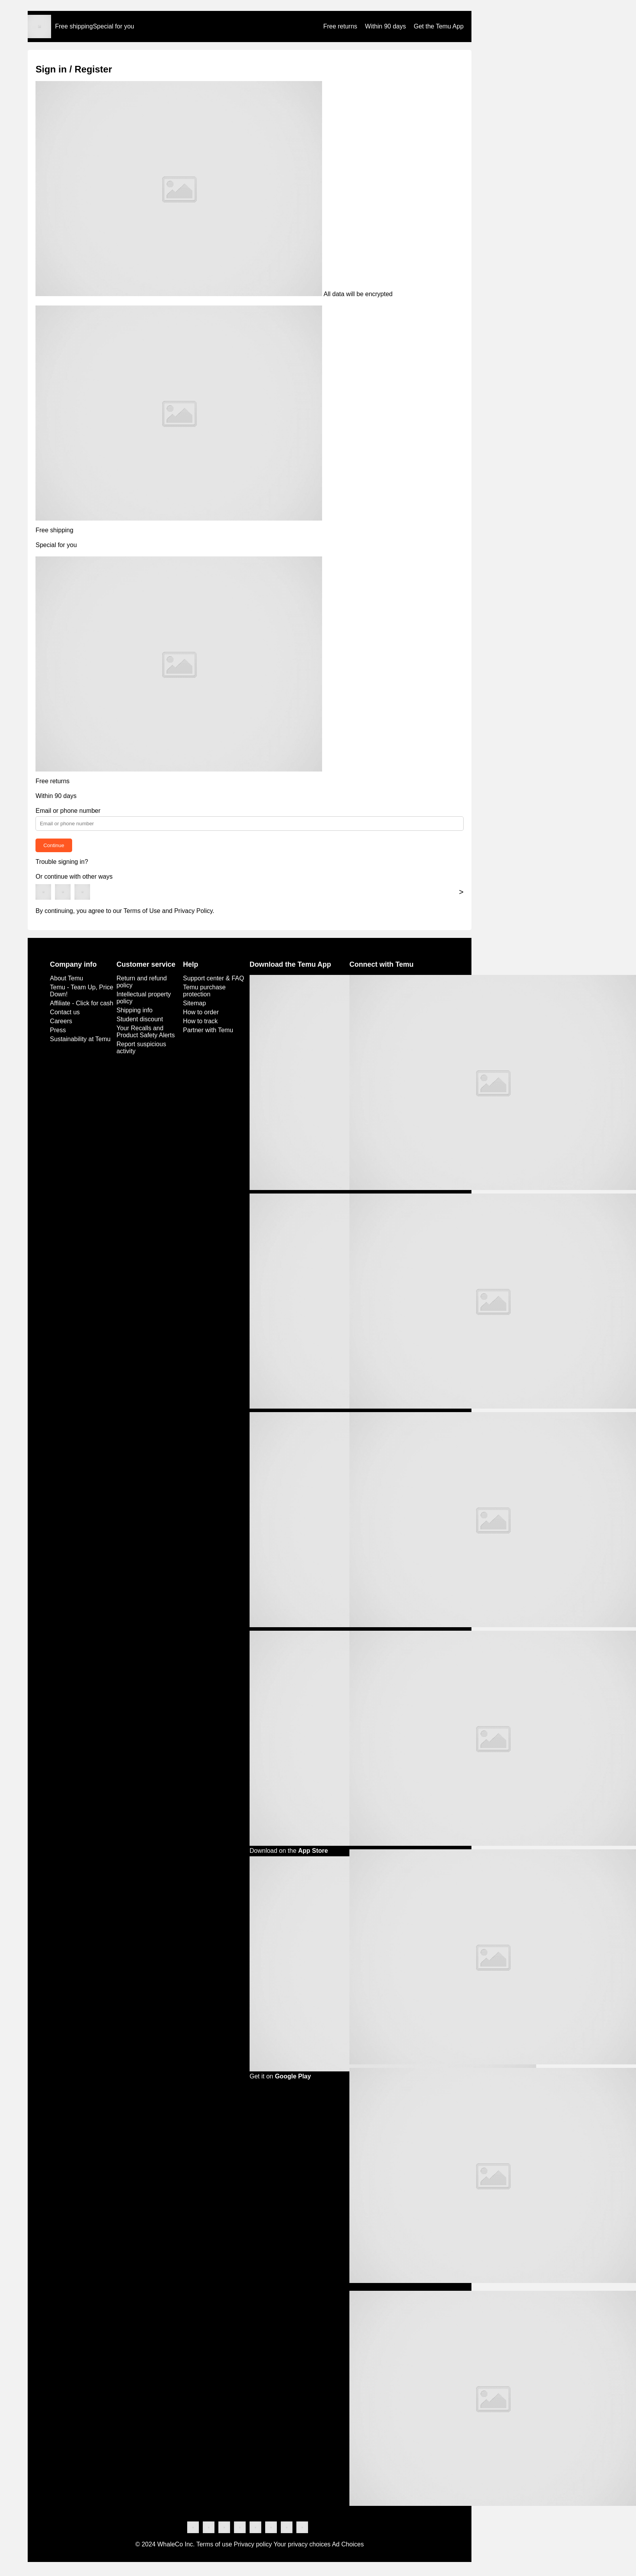 Free shippingSpecial for you
Free returns Within 90 days Get the Temu App
Sign in / Register
All data will be encrypted
Free shipping
Special for you
Free returns
Within 90 days
Email or phone number
Email or phone number
Continue
Trouble signing in?
Or continue with other ways
>
By continuing, you agree to our Terms of Use and Privacy Policy.
Company info
About Temu
Temu - Team Up, Price
Down!
Affiliate - Click for cash
Contact us
Careers
Press
Sustainability at Temu
Customer service
Return and refund
policy
Intellectual property
policy
Shipping info
Student discount
Your Recalls and
Product Safety Alerts
Report suspicious
activity
Help
Support center & FAQ
Temu purchase
protection
Sitemap
How to order
How to track
Partner with Temu
Download the Temu App
Download on the App Store
Get it on Google Play
Connect with Temu
© 2024 WhaleCo Inc. Terms of use Privacy policy Your privacy choices Ad Choices